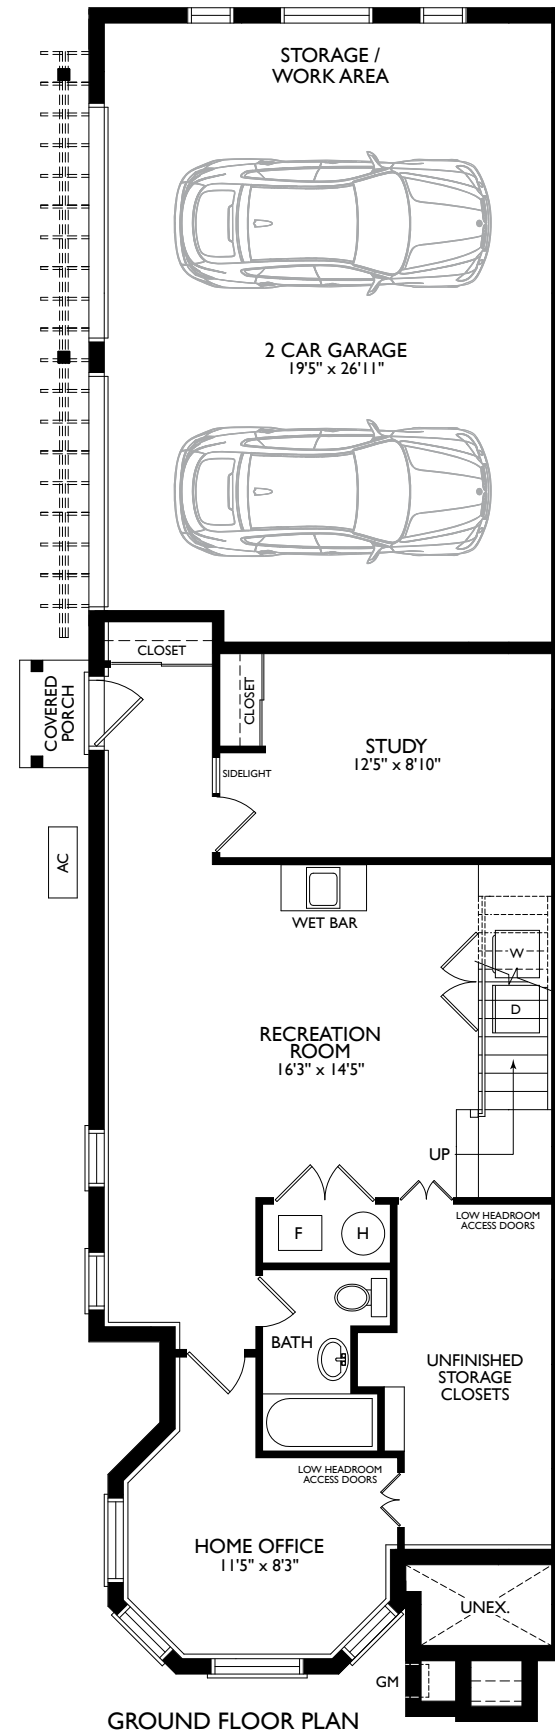 STORAGE /
WORK AREA
2 CAR GARAGE
19'5" x 26'11"
CLOSET
COVERED
PORCH
CLOSET
STUDY
12'5" x 8'10"
SIDELIGHT
AC
WET BAR
W
D
RECREATION
ROOM
16'3" x 14'5"
UP
LOW HEADROOM
ACCESS DOORS
F
H
BATH
UNFINISHED
STORAGE
CLOSETS
LOW HEADROOM
ACCESS DOORS
HOME OFFICE
11'5" x 8'3"
UNEX.
GM
GROUND FLOOR PLAN